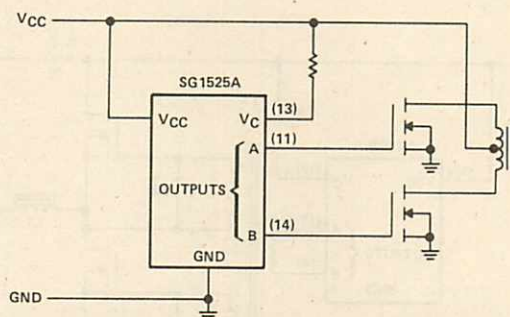 VCC
SG1525A
VCC
VC
(13)
A
(11)
OUTPUTS
B
(14)
GND
GND